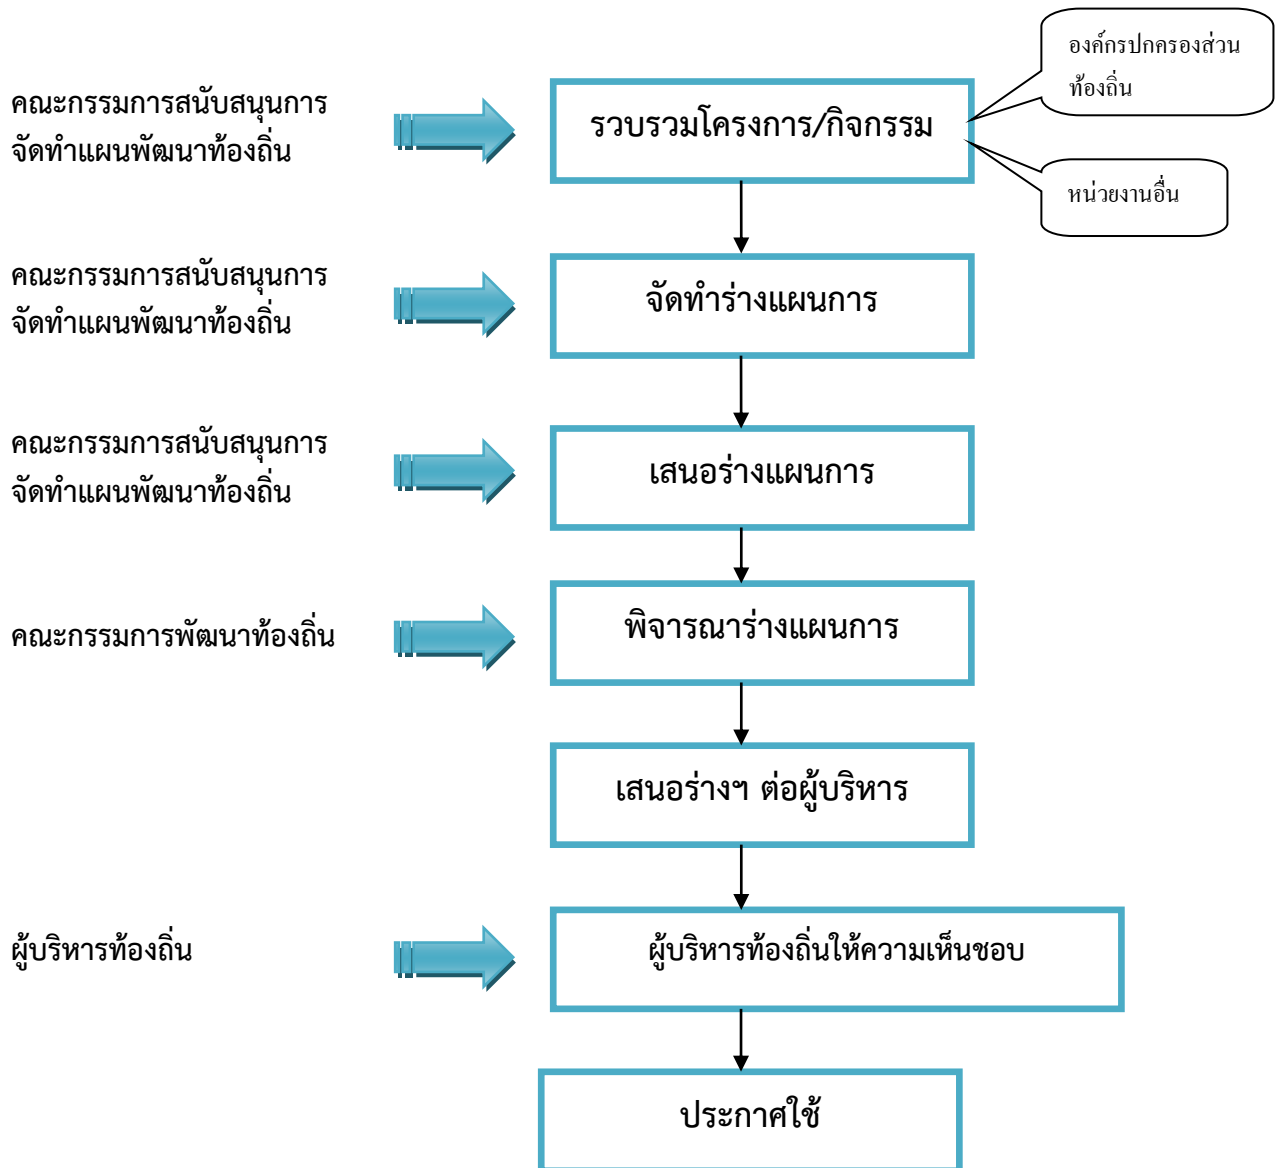 องค์กรปกครองส่วน
ท้องถิ่น
คณะกรรมการสนับสนุนการ
จัดทำแผนพัฒนาท้องถิ่น
รวบรวมโครงการ/กิจกรรม
หน่วยงานอื่น
คณะกรรมการสนับสนุนการ
จัดทำแผนพัฒนาท้องถิ่น
จัดทำร่างแผนการ
คณะกรรมการสนับสนุนการ
จัดทำแผนพัฒนาท้องถิ่น
เสนอร่างแผนการ
คณะกรรมการพัฒนาท้องถิ่น
พิจารณาร่างแผนการ
เสนอร่างฯ ต่อผู้บริหาร
ผู้บริหารท้องถิ่น
ผู้บริหารท้องถิ่นให้ความเห็นชอบ
ประกาศใช้